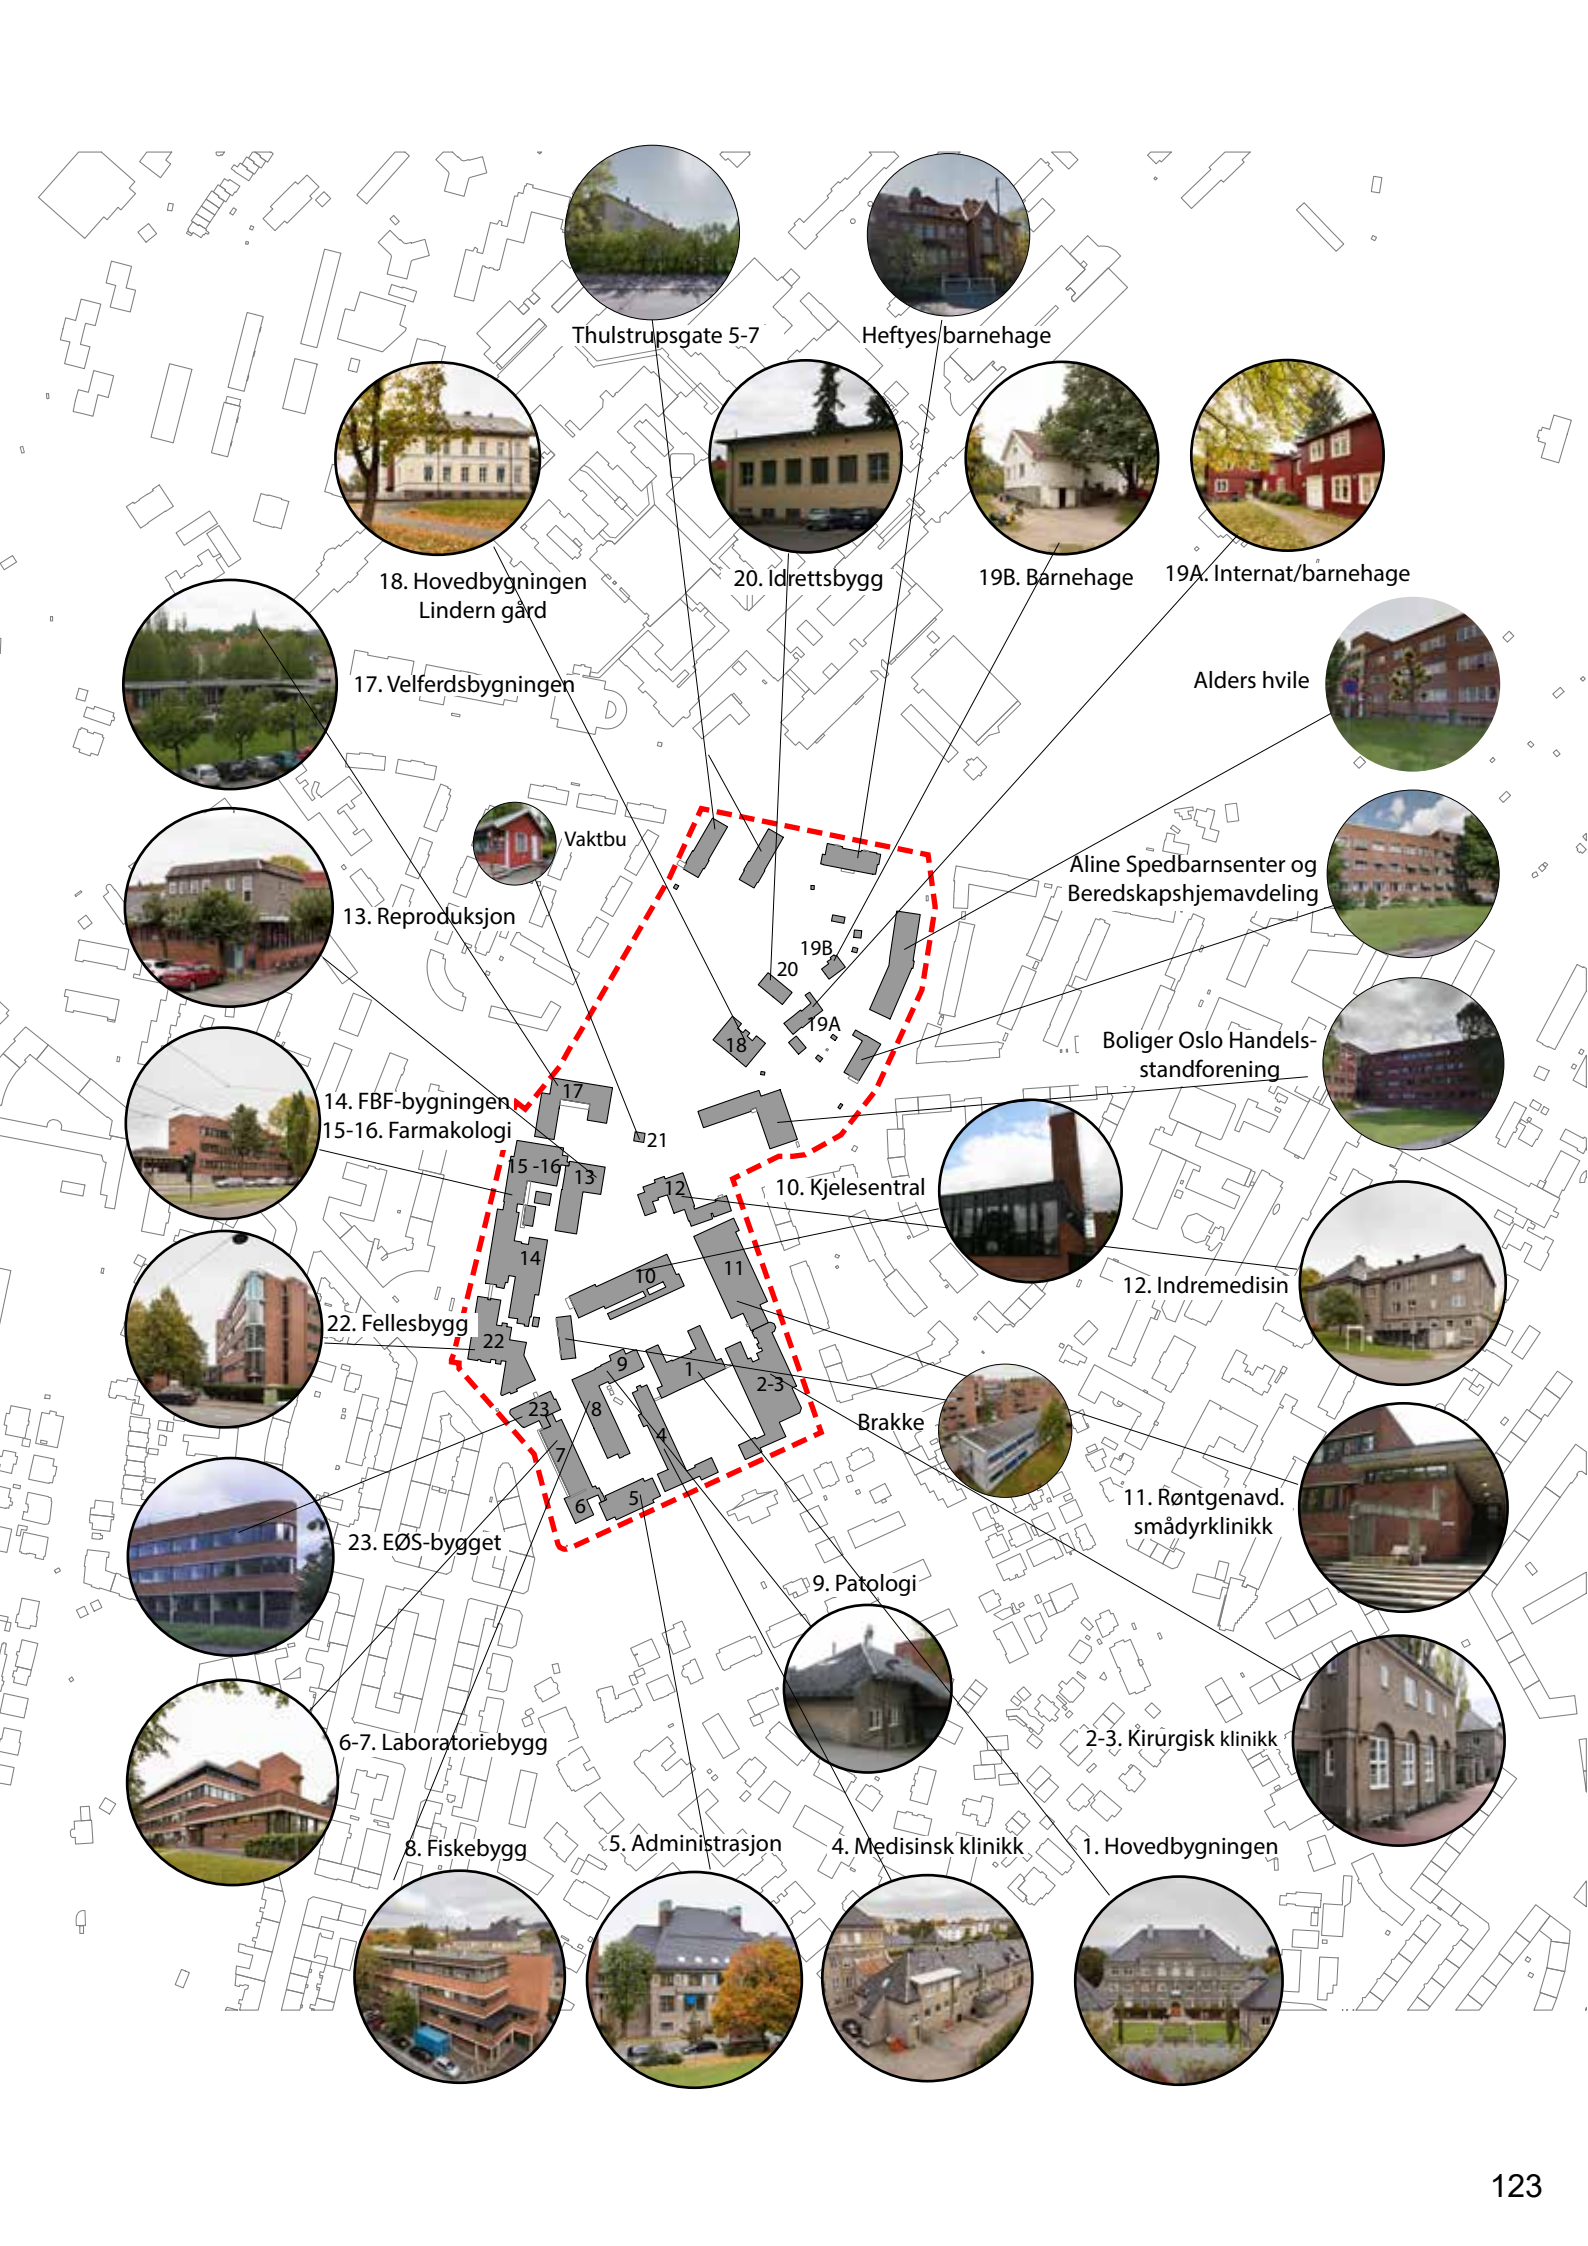 Thulstrupsgate 5-7
Heftyes barnehage
18. Hovedbygningen
Lindern gård
20. Idrettsbygg
19B. Barnehage
19A. Internat/barnehage
17. Velferdsbygningen
Alders hvile
Vaktbu
Aline Spedbarnsenter og
Beredskapshjemavdeling
13. Reproduksjon
19B
20
19A
18
Boliger Oslo Handels-
standforening
14. FBF-bygningen
15-16. Farmakologi
17
21
15 -16
13
12
10. Kjelesentral
14
10
11
12. Indremedisin
22. Fellesbygg
22
9
1
2-3
23
8
4
7
Brakke
6
5
11. Røntgenavd.
smådyrklinikk
23. EØS-bygget
9. Patologi
6-7. Laboratoriebygg
2-3. Kirurgisk klinikk
8. Fiskebygg
5. Administrasjon
4. Medisinsk klinikk
1. Hovedbygningen
123